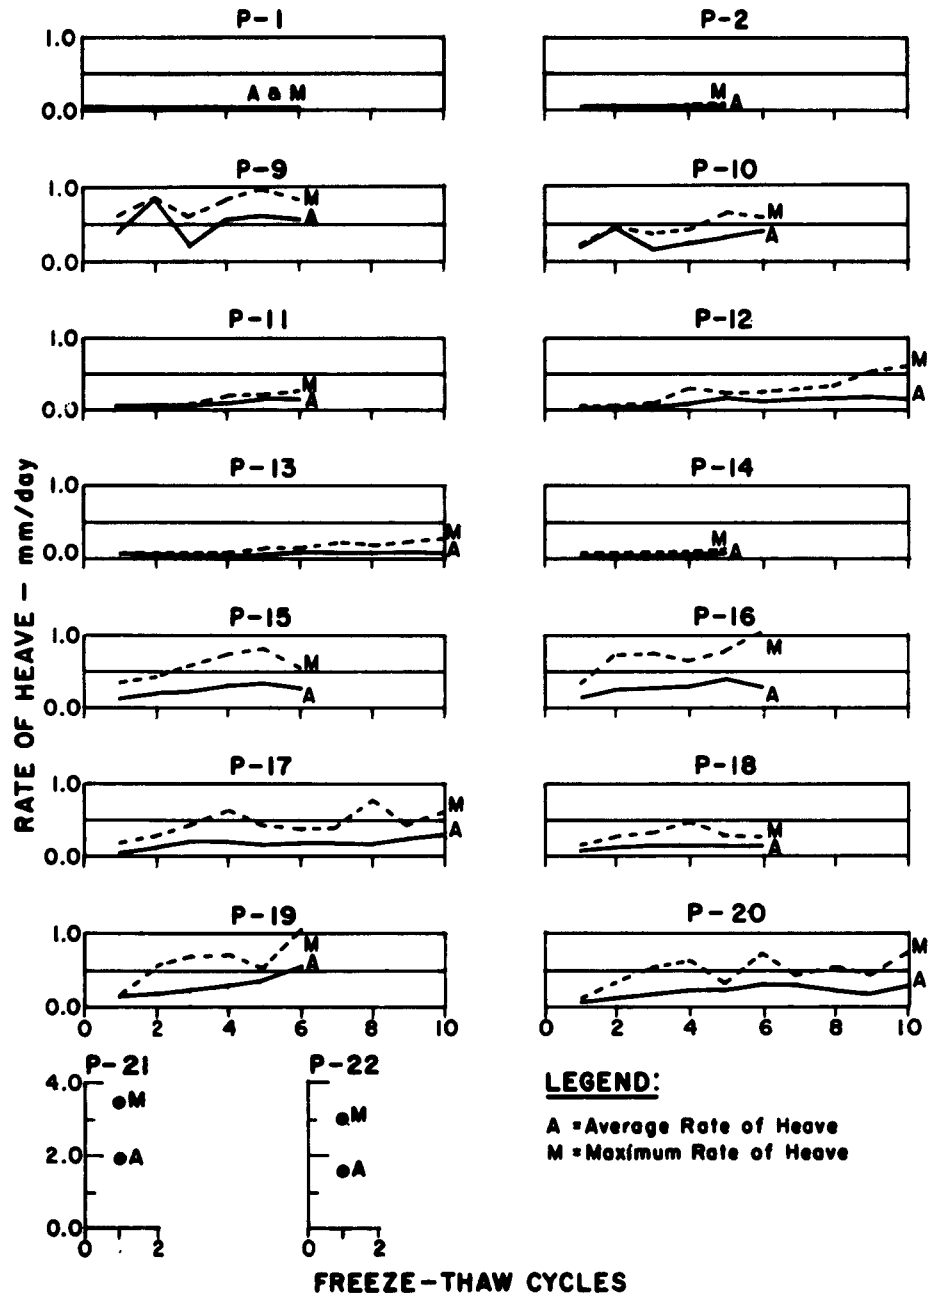 P-1 P-2
1.0
A & M M A
0.0
P-9 P-10
1.0 M M
A A
0.0
P-11 P-12
1.0 M
M A
A
0.0
P-13 P-14
1.0
M M
0.0 A A
P-15 P-16
1.0 M
M
A A
0.0
P-17 P-18
1.0
M M
A A
0.0
P-19 P-20
1.0 M M
A A
0.0
0 2 4 6 8 10 0 2 4 6 8 10
RATE OF HEAVE - mm/day
P-21 P-22
4.0 M M
2.0 A A
0.0
0 2 0 2
LEGEND:
A = Average Rate of Heave
M = Maximum Rate of Heave
FREEZE-THAW CYCLES